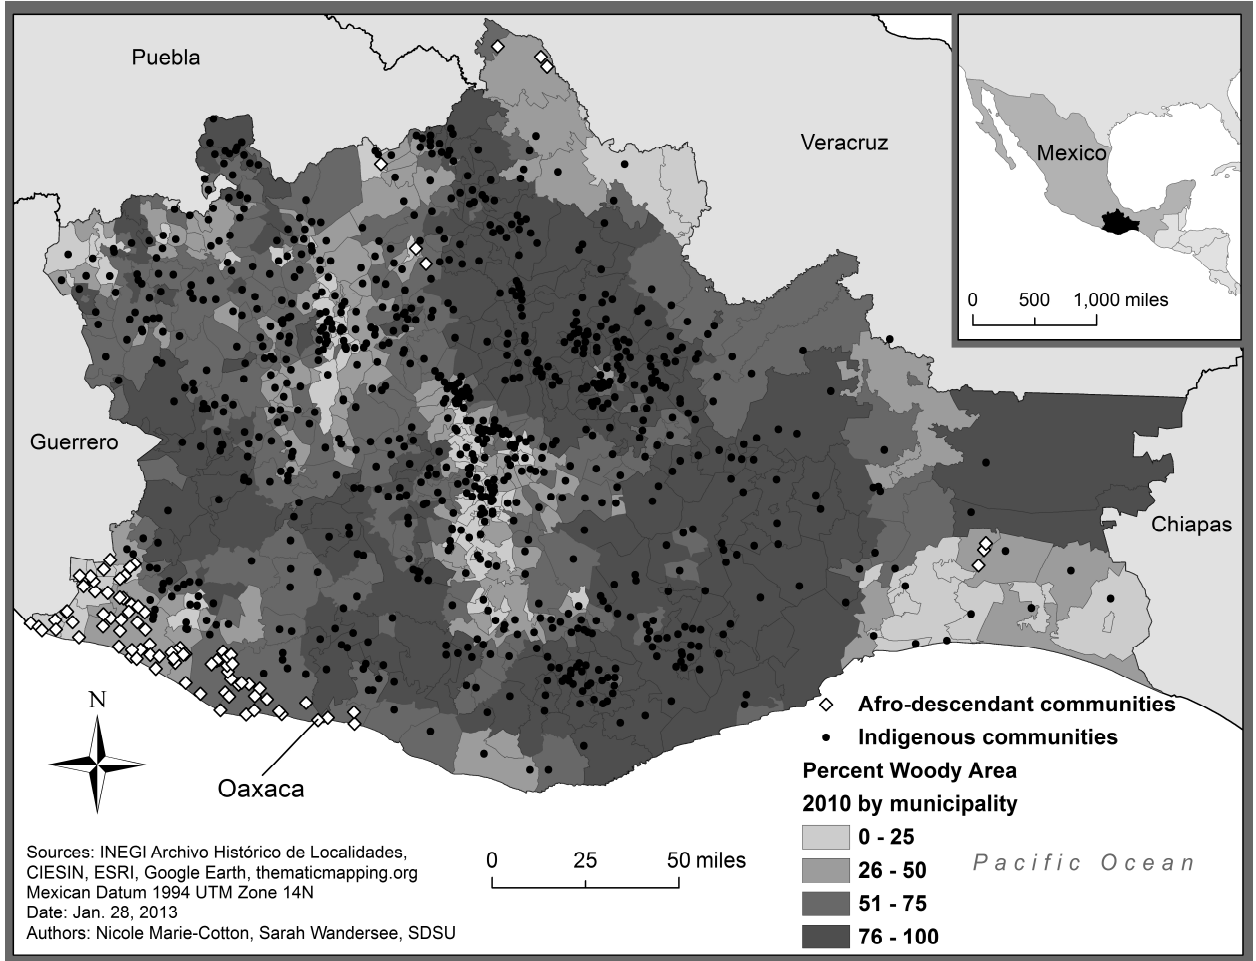 Puebla
Veracruz
Mexico
0 500 1,000 miles
Guerrero
Chiapas
N
Oaxaca
Afro-descendant communities
Indigenous communities
Percent Woody Area
2010 by municipality
0 - 25
26 - 50
51 - 75
76 - 100
Pacific Ocean
0 25 50 miles
Sources: INEGI Archivo Histórico de Localidades,
CIESIN, ESRI, Google Earth, thematicmapping.org
Mexican Datum 1994 UTM Zone 14N
Date: Jan. 28, 2013
Authors: Nicole Marie-Cotton, Sarah Wandersee, SDSU